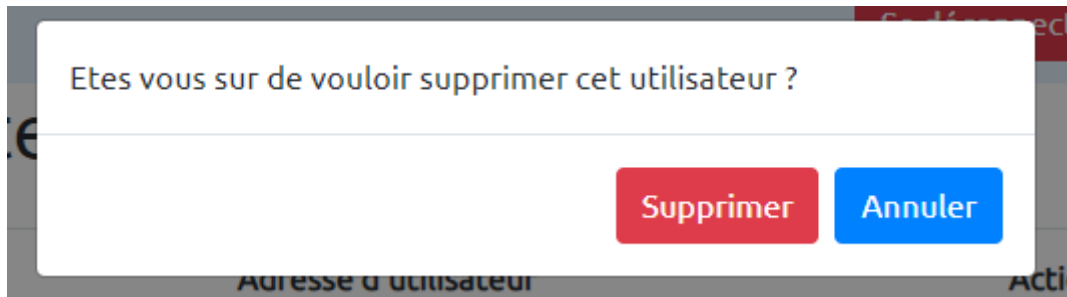 Etes vous sur de vouloir supprimer cet utilisateur ?
Supprimer
Annuler
Adresse d'utilisateur